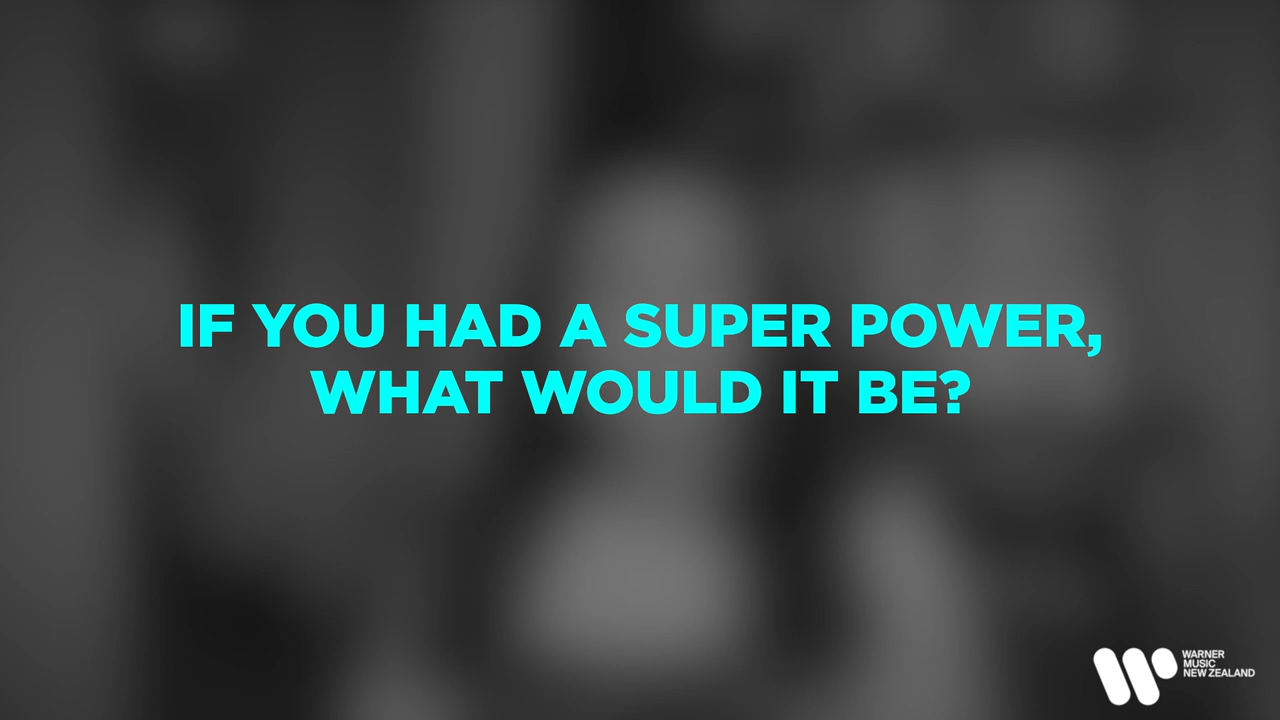 IF YOU HAD A SUPER POWER,
WHAT WOULD IT BE?
WARNER
MUSIC
NEW ZEALAND